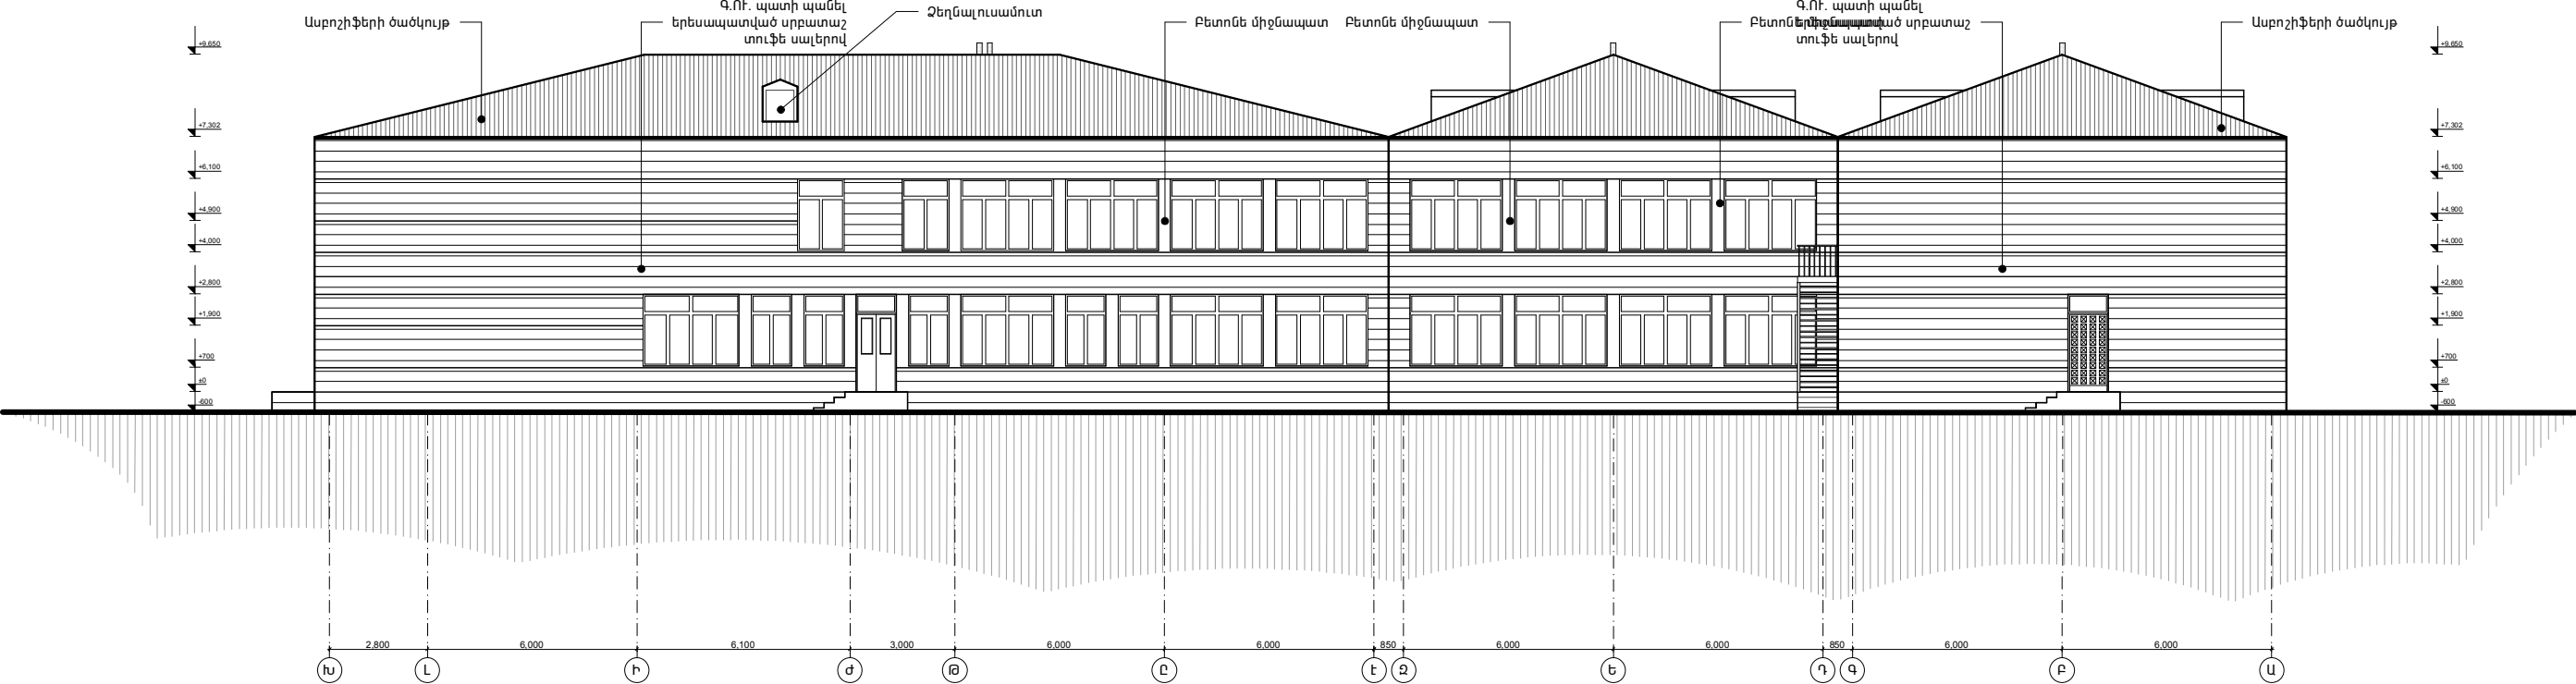 Գ.ՈՒ. պատի պանել
երեսապատված սրբատաշ
տուֆե սալերով
Ասբոշիֆերի ծածկույթ
Ձեղնալուսամուտ
Բետոնե միջնապատ
Բետոնե միջնապատ
Գ.ՈՒ. պատի պանել
երեսապատված սրբատաշ
տուֆե սալերով
Բետոնե միջնապատ
Ասբոշիֆերի ծածկույթ
+9,650
+7,302
+6,100
+4,900
+4,000
+2,800
+1,900
+700
±0
-600
+9,650
+7,302
+6,100
+4,900
+4,000
+2,800
+1,900
+700
±0
-600
2,800 6,000 6,100 3,000 6,000 6,000 850 6,000 6,000 850 6,000 6,000
Խ Լ Ի Ժ Թ Ը Է Զ Ե Դ Գ Բ Ա